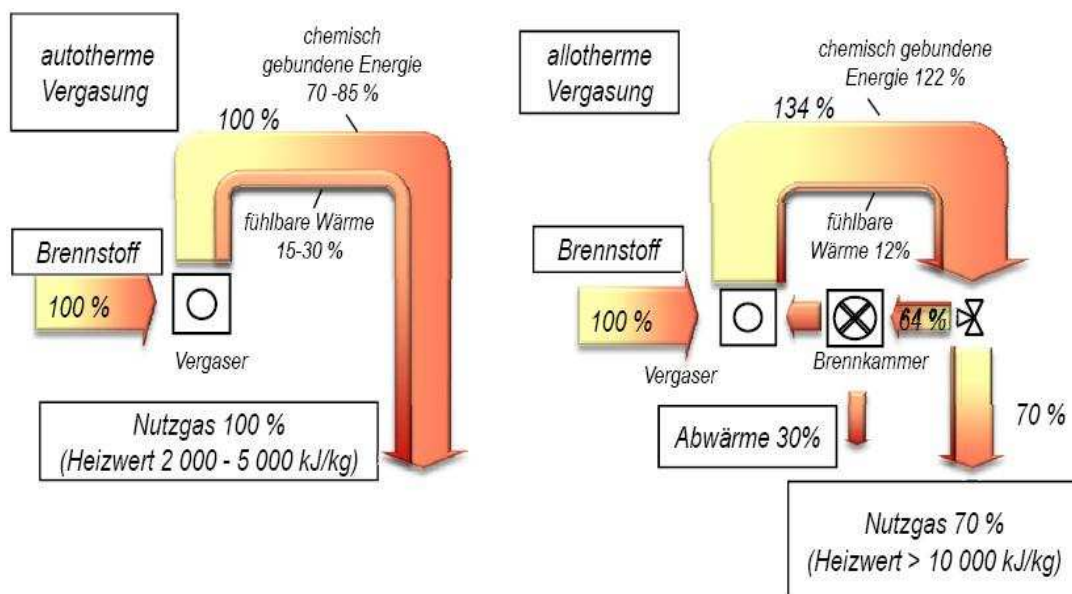 autotherme
Vergasung
chemisch
gebundene Energie
70 -85 %
100 %
fühlbare Wärme
15-30 %
Brennstoff
100 %
Vergaser
Nutzgas 100 %
(Heizwert 2 000 - 5 000 kJ/kg)
allotherme
Vergasung
chemisch gebundene
Energie 122 %
134 %
fühlbare
Wärme 12%
Brennstoff
100 %
64 %
Vergaser
Brennkammer
Abwärme 30%
70 %
Nutzgas 70 %
(Heizwert > 10 000 kJ/kg)